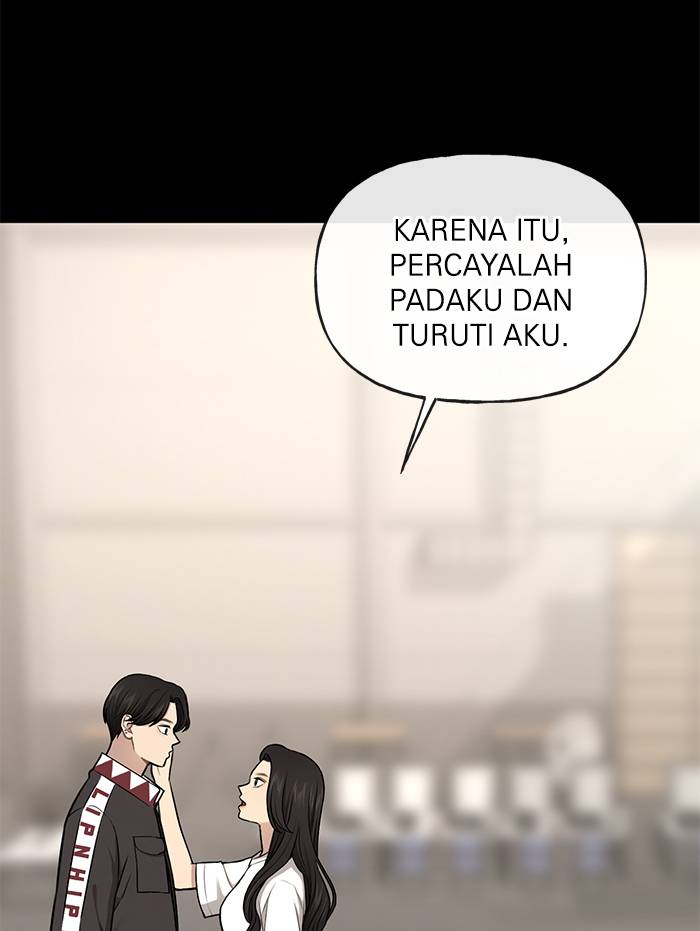 KARENA ITU,
PERCAYALAH
PADAKU DAN
TURUTI AKU.
LIPNHIP